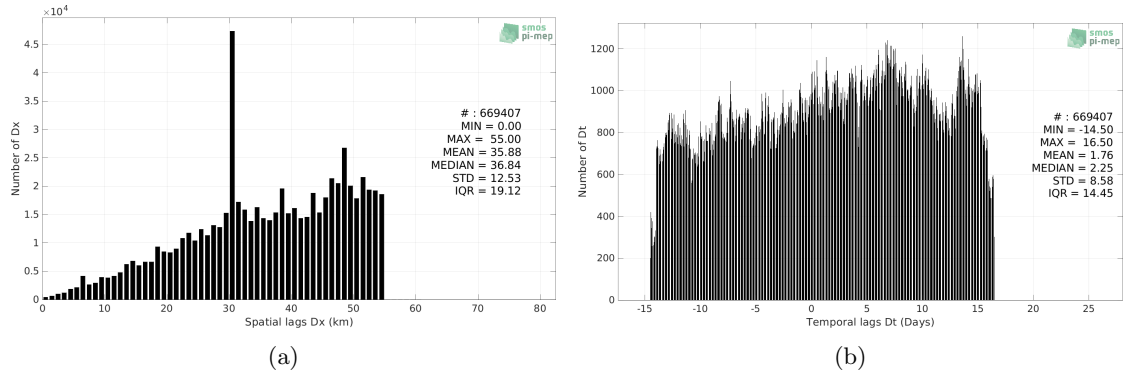 ×10⁴
4.5
4
3.5
3
2.5
2
1.5
1
0.5
0
Number of Dx
0 10 20 30 40 50 60 70 80
Spatial lags Dx (km)
smos
pi-mep
# : 669407
MIN = 0.00
MAX = 55.00
MEAN = 35.88
MEDIAN = 36.84
STD = 12.53
IQR = 19.12
(a)
1200
1000
800
600
400
200
0
Number of Dt
-15 -10 -5 0 5 10 15 20 25
Temporal lags Dt (Days)
smos
pi-mep
# : 669407
MIN = -14.50
MAX = 16.50
MEAN = 1.76
MEDIAN = 2.25
STD = 8.58
IQR = 14.45
(b)